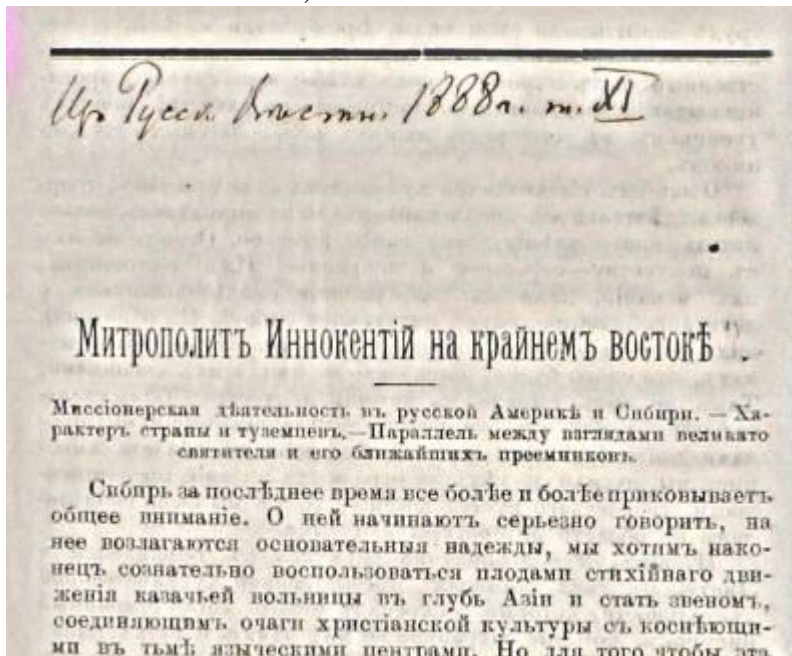 Из Русск. Вестн. 1888 г. т. XI
Митрополитъ Иннокентій на крайнемъ востокѣ
Миссіонерская дѣятельность въ русской Америкѣ и Сибири. — Ха-
рактеръ страны и туземцевъ. — Параллель между взглядами великаго
святителя и его ближайшихъ преемниковъ.
Сибирь за послѣднее время все болѣе и болѣе приковываетъ
общее вниманіе. О ней начинаютъ серьезно говорить, на
нее возлагаются основательныя надежды, мы хотимъ нако-
нецъ сознательно воспользоваться плодами стихійнаго дви-
женія казачьей вольницы въ глубь Азіи и стать звеномъ,
соединяющимъ очаги христіанской культуры съ коснѣющи-
ми въ тьмѣ языческими центрами. Но для того чтобы эта